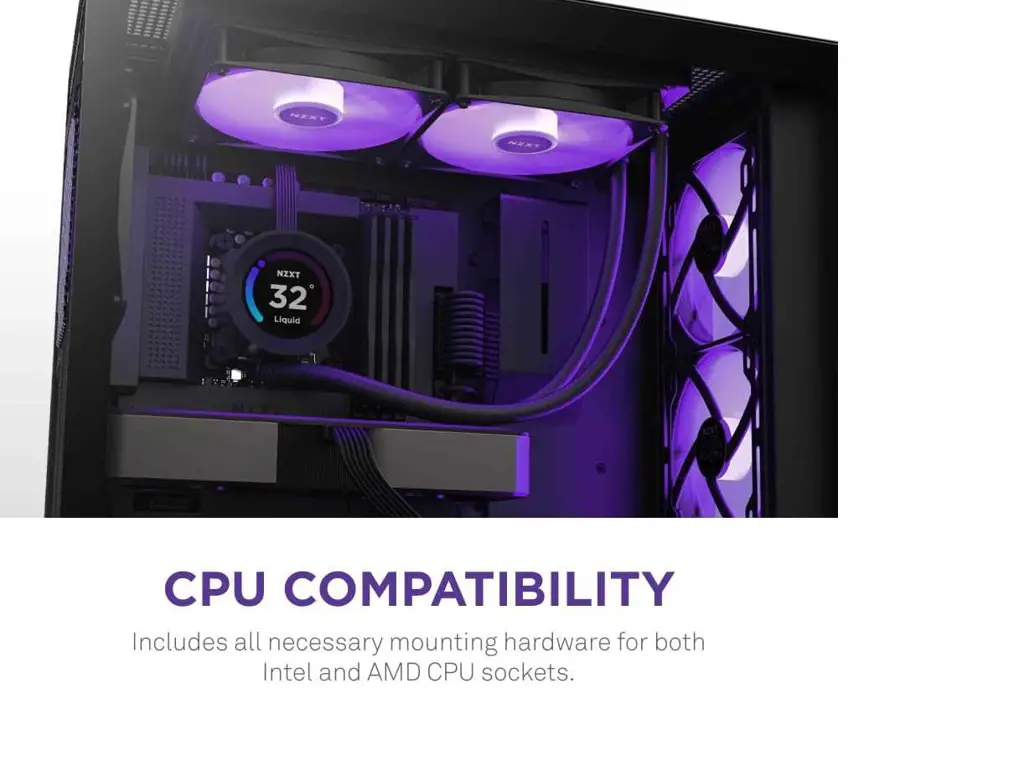 NZXT
NZXT
NZXT
32°
Liquid
CPU COMPATIBILITY
Includes all necessary mounting hardware for both
Intel and AMD CPU sockets.